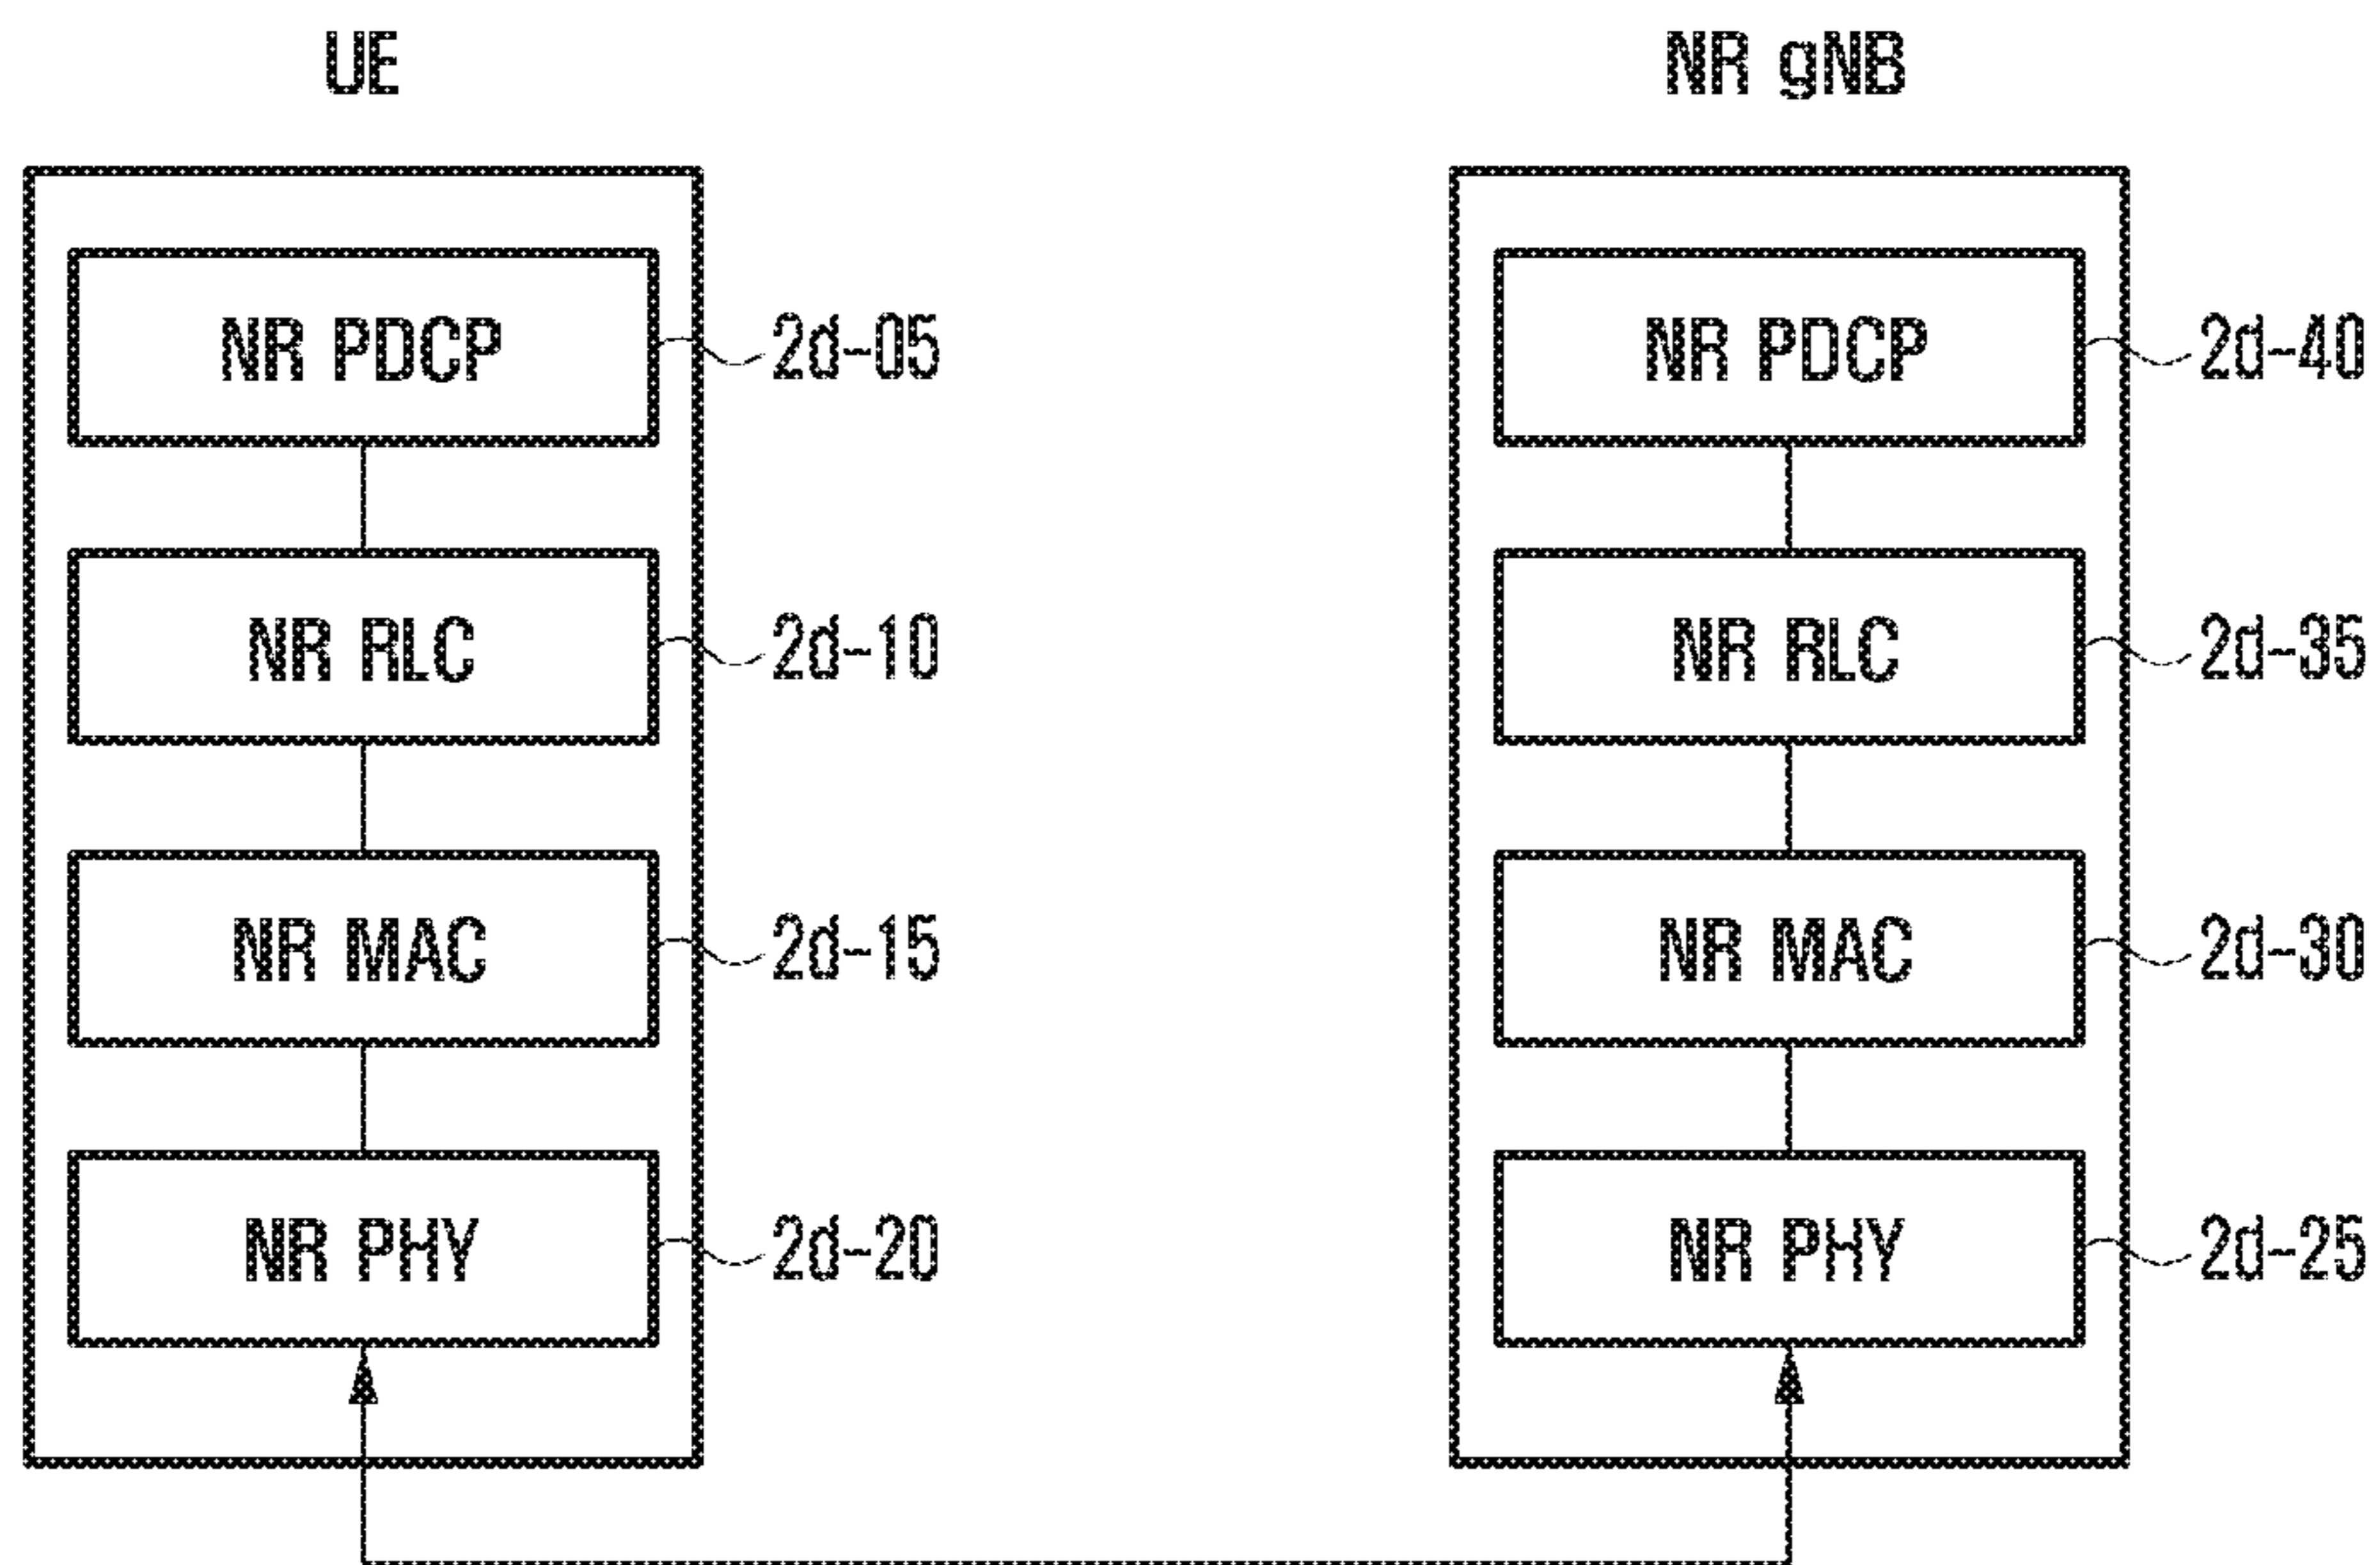 UE
NR gNB
NR PDCP
2d-05
NR PDCP
2d-40
NR RLC
2d-10
NR RLC
2d-35
NR MAC
2d-15
NR MAC
2d-30
NR PHY
2d-20
NR PHY
2d-25